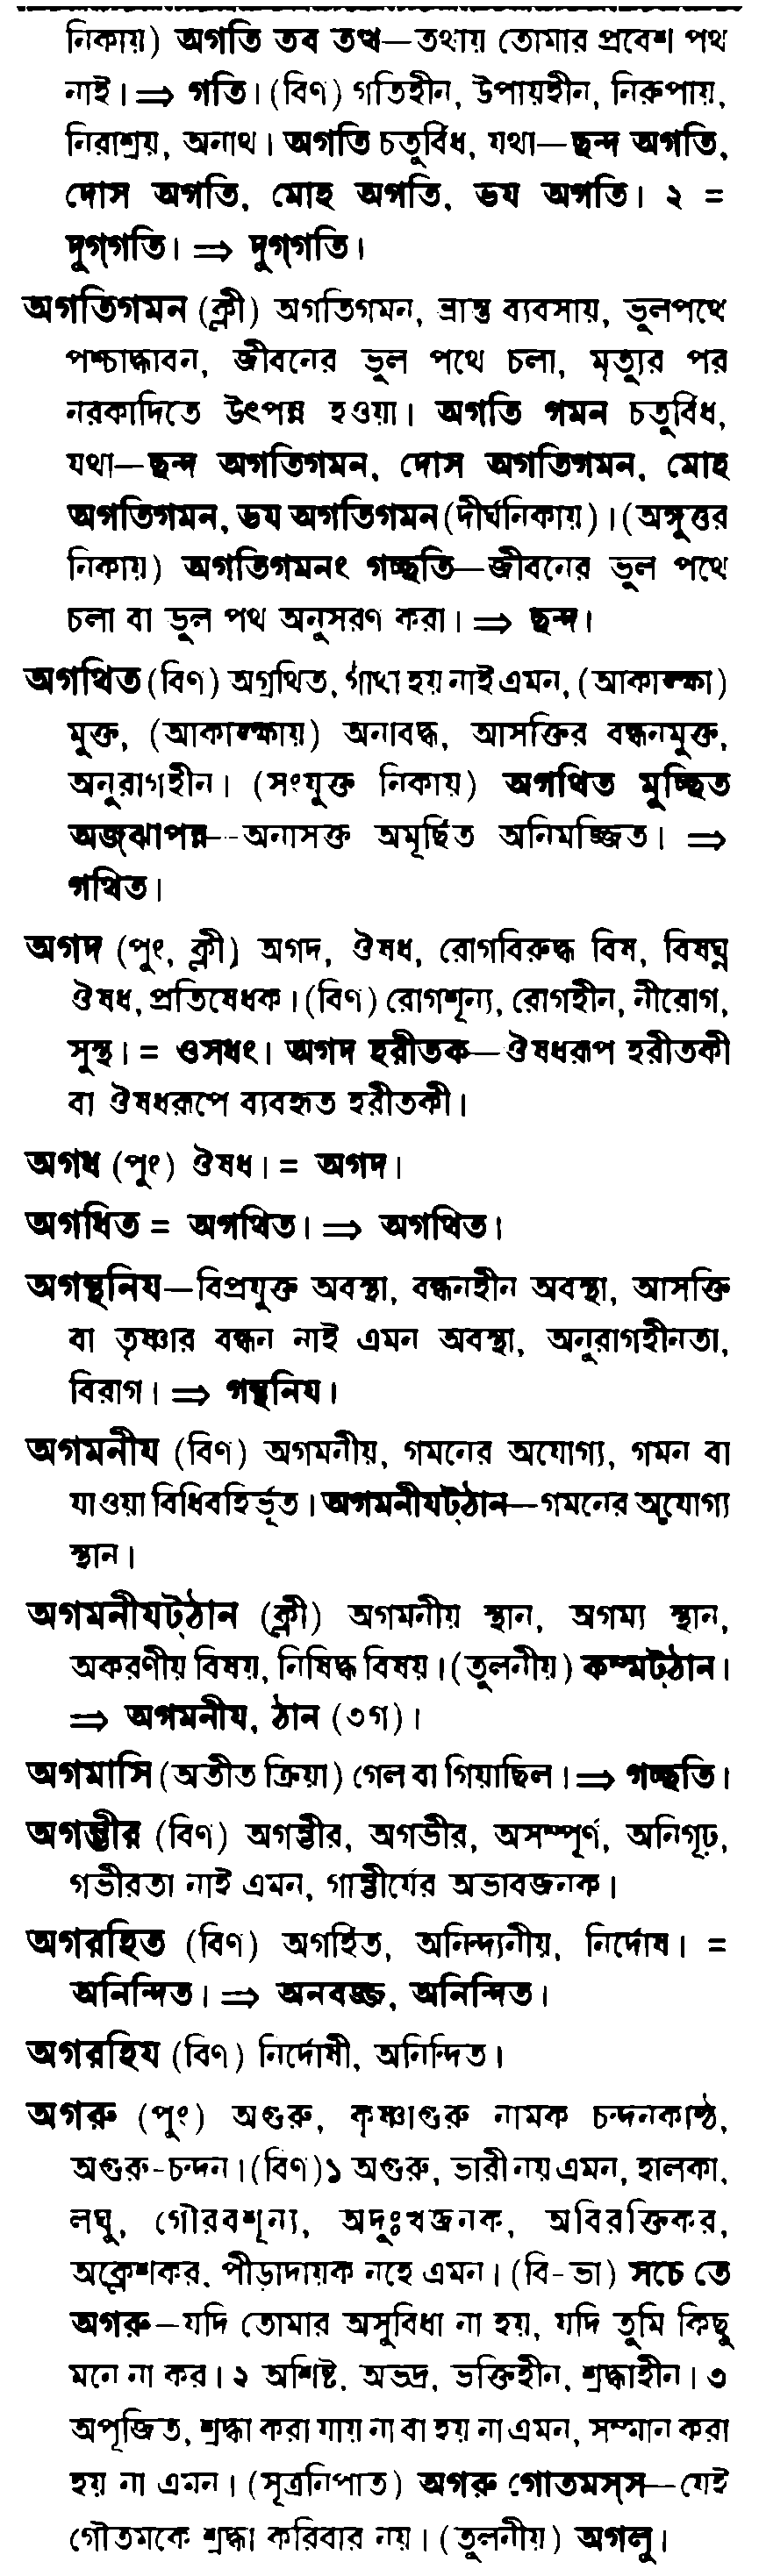 নিকায়) অগতি তব তত্থ—তথায় তোমার প্রবেশ পথ
নাই। ⇒ গতি। (বিণ) গতিহীন, উপায়হীন, নিরুপায়,
নিরাশ্রয়, অনাথ। অগতি চতুর্বিধ, যথা—ছন্দ অগতি,
দোস অগতি, মোহ অগতি, ভয অগতি। ২ =
দুগ্‌গতি। ⇒ দুগ্‌গতি।
অগতিগমন (ক্লী) অগতিগমন, ভ্রান্ত ব্যবসায়, ভুলপথে
পশ্চাদ্ধাবন, জীবনের ভুল পথে চলা, মৃত্যুর পর
নরকাদিতে উৎপন্ন হওয়া। অগতি গমন চতুর্বিধ,
যথা—ছন্দ অগতিগমন, দোস অগতিগমন, মোহ
অগতিগমন, ভয অগতিগমন (দীর্ঘনিকায়)। (অঙ্গুত্তর
নিকায়) অগতিগমনং গচ্ছতি—জীবনের ভুল পথে
চলা বা ভুল পথ অনুসরণ করা। ⇒ ছন্দ।
অগথিত (বিণ) অগ্রথিত, গাঁথা হয় নাই এমন, (আকাঙ্ক্ষা)
মুক্ত, (আকাঙ্ক্ষায়) অনাবদ্ধ, আসক্তির বন্ধনমুক্ত,
অনুরাগহীন। (সংযুক্ত নিকায়) অগথিত মুচ্ছিত
অজ্‌ঝাপন্ন—অনাসক্ত অমূর্ছিত অনিমজ্জিত। ⇒
গথিত।
অগদ (পুং, ক্লী) অগদ, ঔষধ, রোগবিরুদ্ধ বিষ, বিষঘ্ন
ঔষধ, প্রতিষেধক। (বিণ) রোগশূন্য, রোগহীন, নীরোগ,
সুস্থ। = ওসধং। অগদ হরীতক—ঔষধরূপ হরীতকী
বা ঔষধরূপে ব্যবহৃত হরীতকী।
অগধ (পুং) ঔষধ। = অগদ।
অগধিত = অগথিত। ⇒ অগথিত।
অগন্থনিয—বিপ্রযুক্ত অবস্থা, বন্ধনহীন অবস্থা, আসক্তি
বা তৃষ্ণার বন্ধন নাই এমন অবস্থা, অনুরাগহীনতা,
বিরাগ। ⇒ গন্থনিয।
অগমনীয (বিণ) অগমনীয়, গমনের অযোগ্য, গমন বা
যাওয়া বিধিবহির্ভূত। অগমনীযট্‌ঠান—গমনের অযোগ্য
স্থান।
অগমনীযট্‌ঠান (ক্লী) অগমনীয় স্থান, অগম্য স্থান,
অকরণীয় বিষয়, নিষিদ্ধ বিষয়। (তুলনীয়) কম্মট্‌ঠান।
⇒ অগমনীয, ঠান (৩গ)।
অগমাসি (অতীত ক্রিয়া) গেল বা গিয়াছিল। ⇒ গচ্ছতি।
অগম্ভীর (বিণ) অগম্ভীর, অগভীর, অসম্পূর্ণ, অনিগূঢ়,
গভীরতা নাই এমন, গাম্ভীর্যের অভাবজনক।
অগরহিত (বিণ) অগর্হিত, অনিন্দ্যনীয়, নির্দোষ। =
অনিন্দিত। ⇒ অনবজ্জ, অনিন্দিত।
অগরহিয (বিণ) নির্দোষী, অনিন্দিত।
অগরু (পুং) অগুরু, কৃষ্ণাগুরু নামক চন্দনকাষ্ঠ,
অগুরু-চন্দন। (বিণ)১ অগুরু, ভারী নয় এমন, হালকা,
লঘু, গৌরবশূন্য, অদুঃখজনক, অবিরক্তিকর,
অক্লেশকর, পীড়াদায়ক নহে এমন। (বি-ভা) সচে তে
অগরু—যদি তোমার অসুবিধা না হয়, যদি তুমি কিছু
মনে না কর। ২ অশিষ্ট, অভদ্র, ভক্তিহীন, শ্রদ্ধাহীন। ৩
অপূজিত, শ্রদ্ধা করা যায় না বা হয় না এমন, সম্মান করা
হয় না এমন। (সূত্রনিপাত) অগরু গোতমস্‌স—যেই
গৌতমকে শ্রদ্ধা করিবার নয়। (তুলনীয়) অগলু।